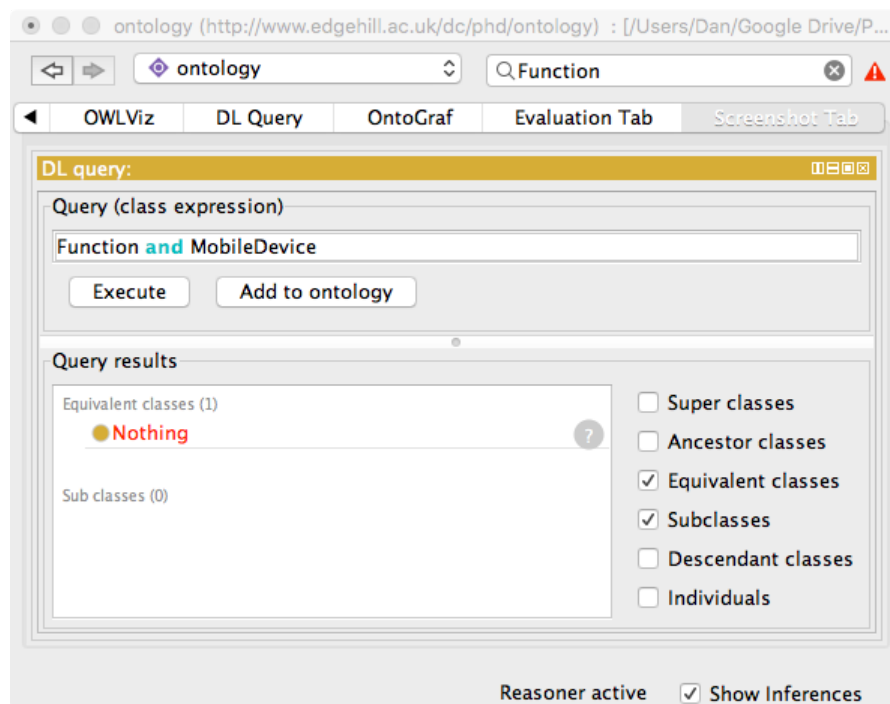 ontology (http://www.edgehill.ac.uk/dc/phd/ontology) : [/Users/Dan/Google Drive/P...
ontology
Function
OWLViz DL Query OntoGraf Evaluation Tab Screenshot Tab
DL query:
Query (class expression)
Function and MobileDevice
Execute Add to ontology
Query results
Equivalent classes (1)
Nothing
?
Sub classes (0)
Super classes
Ancestor classes
Equivalent classes
Subclasses
Descendant classes
Individuals
Reasoner active Show Inferences